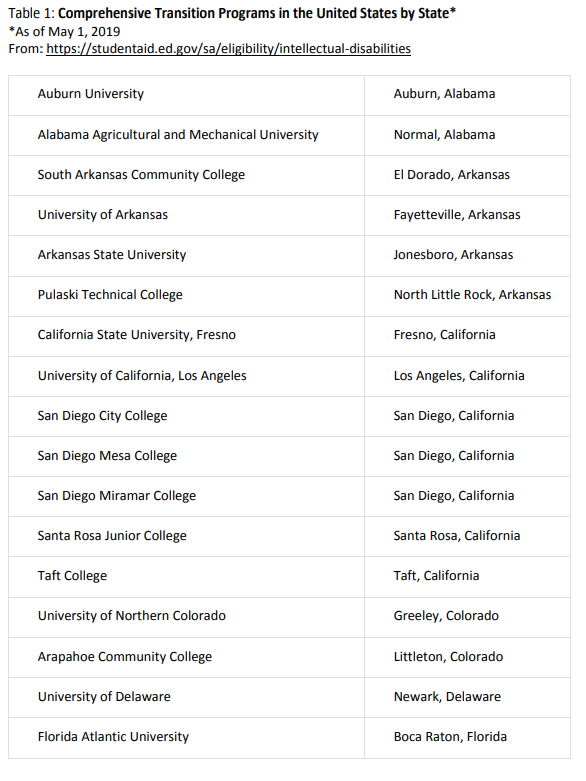 Table 1: Comprehensive Transition Programs in the United States by State*
*As of May 1, 2019
From: https://studentaid.ed.gov/sa/eligibility/intellectual-disabilities
Auburn University Auburn, Alabama
Alabama Agricultural and Mechanical University Normal, Alabama
South Arkansas Community College El Dorado, Arkansas
University of Arkansas Fayetteville, Arkansas
Arkansas State University Jonesboro, Arkansas
Pulaski Technical College North Little Rock, Arkansas
California State University, Fresno Fresno, California
University of California, Los Angeles Los Angeles, California
San Diego City College San Diego, California
San Diego Mesa College San Diego, California
San Diego Miramar College San Diego, California
Santa Rosa Junior College Santa Rosa, California
Taft College Taft, California
University of Northern Colorado Greeley, Colorado
Arapahoe Community College Littleton, Colorado
University of Delaware Newark, Delaware
Florida Atlantic University Boca Raton, Florida